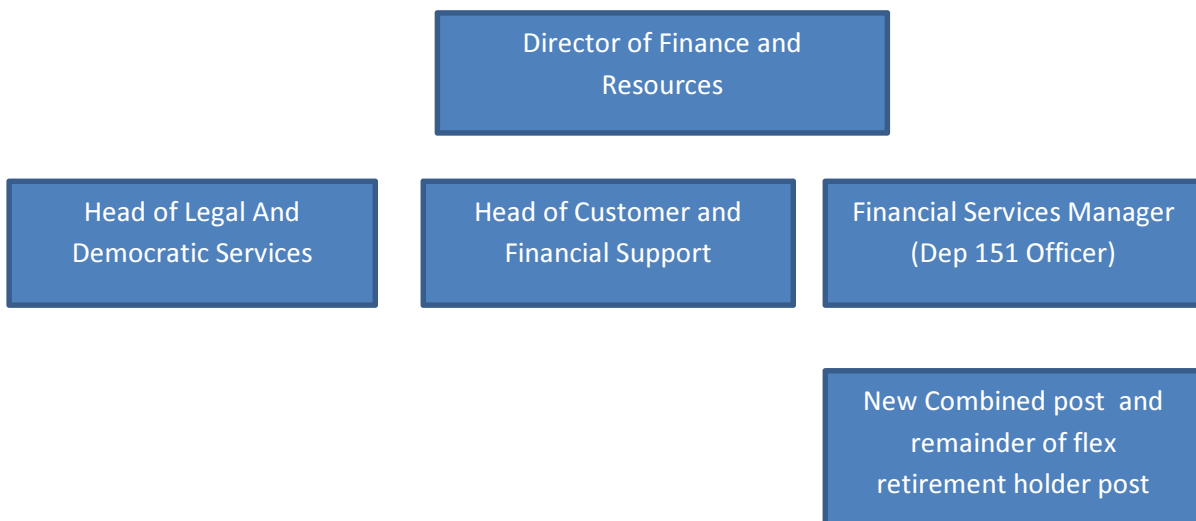 Director of Finance and
Resources
Head of Legal And
Democratic Services
Head of Customer and
Financial Support
Financial Services Manager
(Dep 151 Officer)
New Combined post  and
remainder of flex
retirement holder post